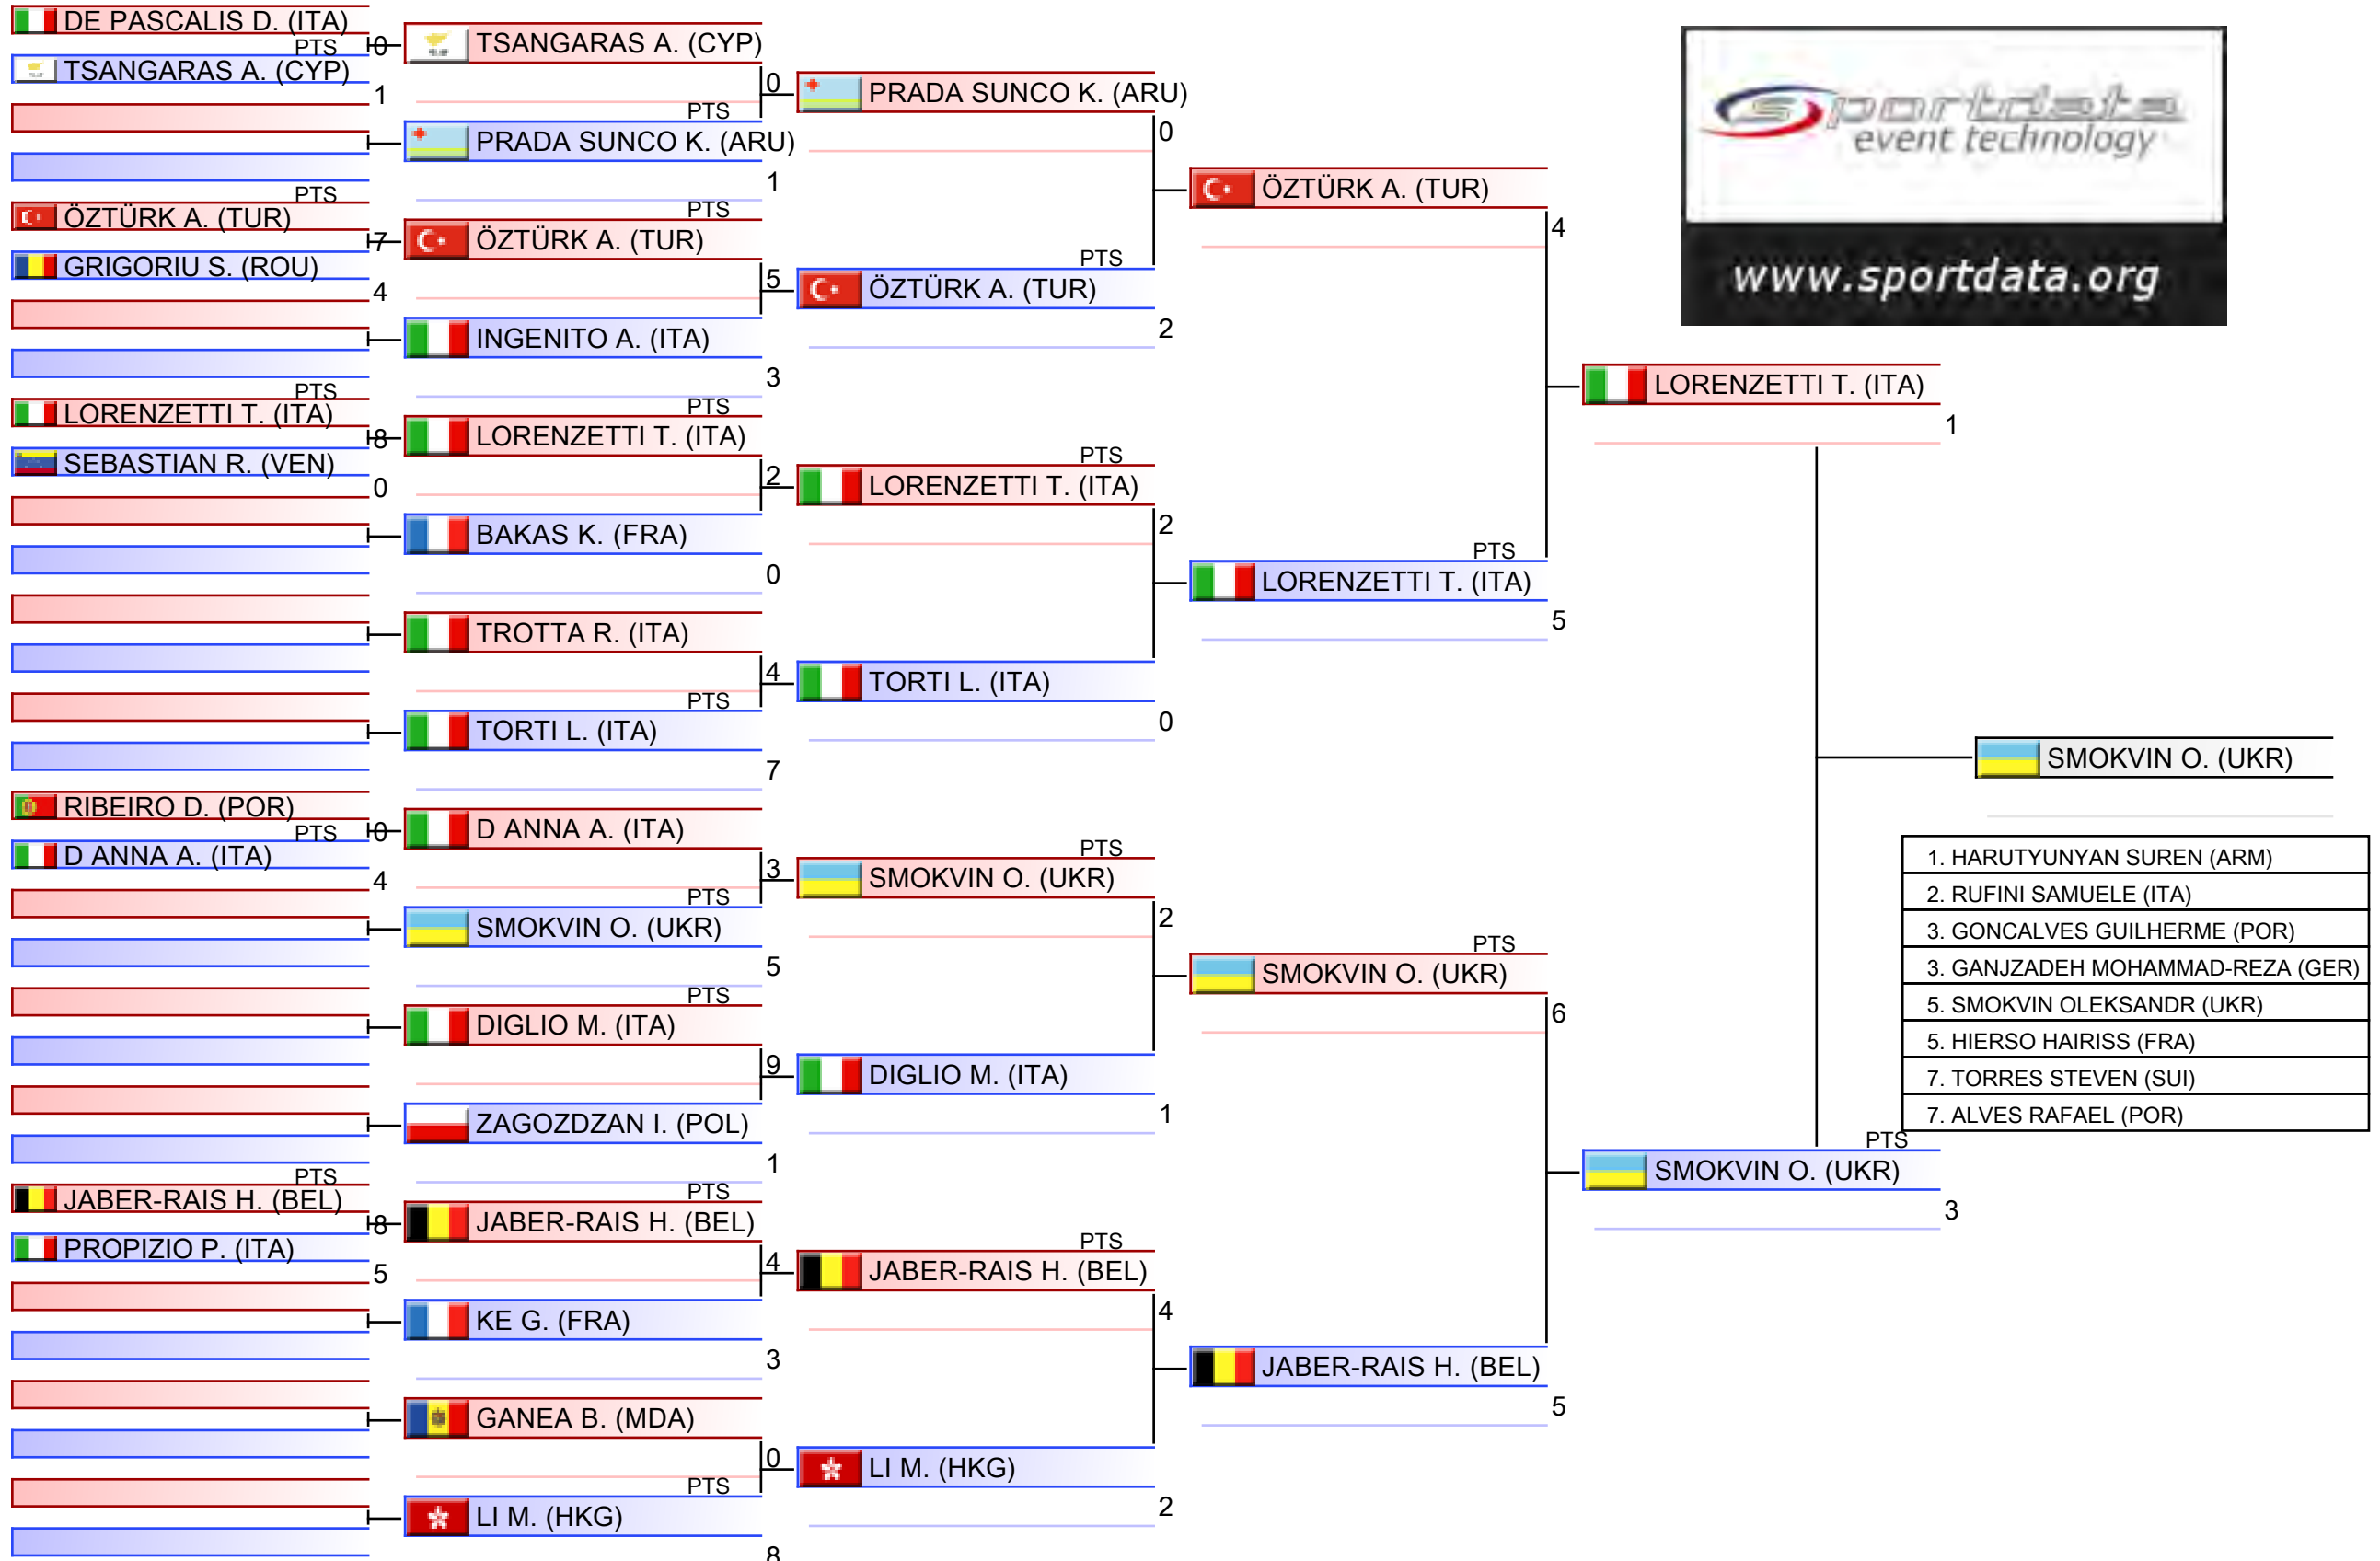 DE PASCALIS D. (ITA)
PTS
0
TSANGARAS A. (CYP)
1
PTS
ÖZTÜRK A. (TUR)
7
GRIGORIU S. (ROU)
4
PTS
LORENZETTI T. (ITA)
8
SEBASTIAN R. (VEN)
0
RIBEIRO D. (POR)
PTS
0
D ANNA A. (ITA)
4
PTS
JABER-RAIS H. (BEL)
8
PROPIZIO P. (ITA)
5
TSANGARAS A. (CYP)
0
PTS
PRADA SUNCO K. (ARU)
1
PTS
ÖZTÜRK A. (TUR)
5
INGENITO A. (ITA)
3
PTS
LORENZETTI T. (ITA)
2
BAKAS K. (FRA)
0
TROTTA R. (ITA)
4
PTS
TORTI L. (ITA)
7
D ANNA A. (ITA)
3
PTS
SMOKVIN O. (UKR)
5
PTS
DIGLIO M. (ITA)
9
ZAGOZDZAN I. (POL)
1
PTS
JABER-RAIS H. (BEL)
4
KE G. (FRA)
3
GANEA B. (MDA)
0
PTS
LI M. (HKG)
8
PRADA SUNCO K. (ARU)
0
PTS
ÖZTÜRK A. (TUR)
2
PTS
LORENZETTI T. (ITA)
2
TORTI L. (ITA)
0
PTS
SMOKVIN O. (UKR)
2
DIGLIO M. (ITA)
1
PTS
JABER-RAIS H. (BEL)
4
LI M. (HKG)
2
ÖZTÜRK A. (TUR)
4
PTS
LORENZETTI T. (ITA)
5
PTS
SMOKVIN O. (UKR)
6
JABER-RAIS H. (BEL)
5
LORENZETTI T. (ITA)
1
PTS
SMOKVIN O. (UKR)
3
SMOKVIN O. (UKR)
sportdata
event technology
www.sportdata.org
1. HARUTYUNYAN SUREN (ARM)
2. RUFINI SAMUELE (ITA)
3. GONCALVES GUILHERME (POR)
3. GANJZADEH MOHAMMAD-REZA (GER)
5. SMOKVIN OLEKSANDR (UKR)
5. HIERSO HAIRISS (FRA)
7. TORRES STEVEN (SUI)
7. ALVES RAFAEL (POR)